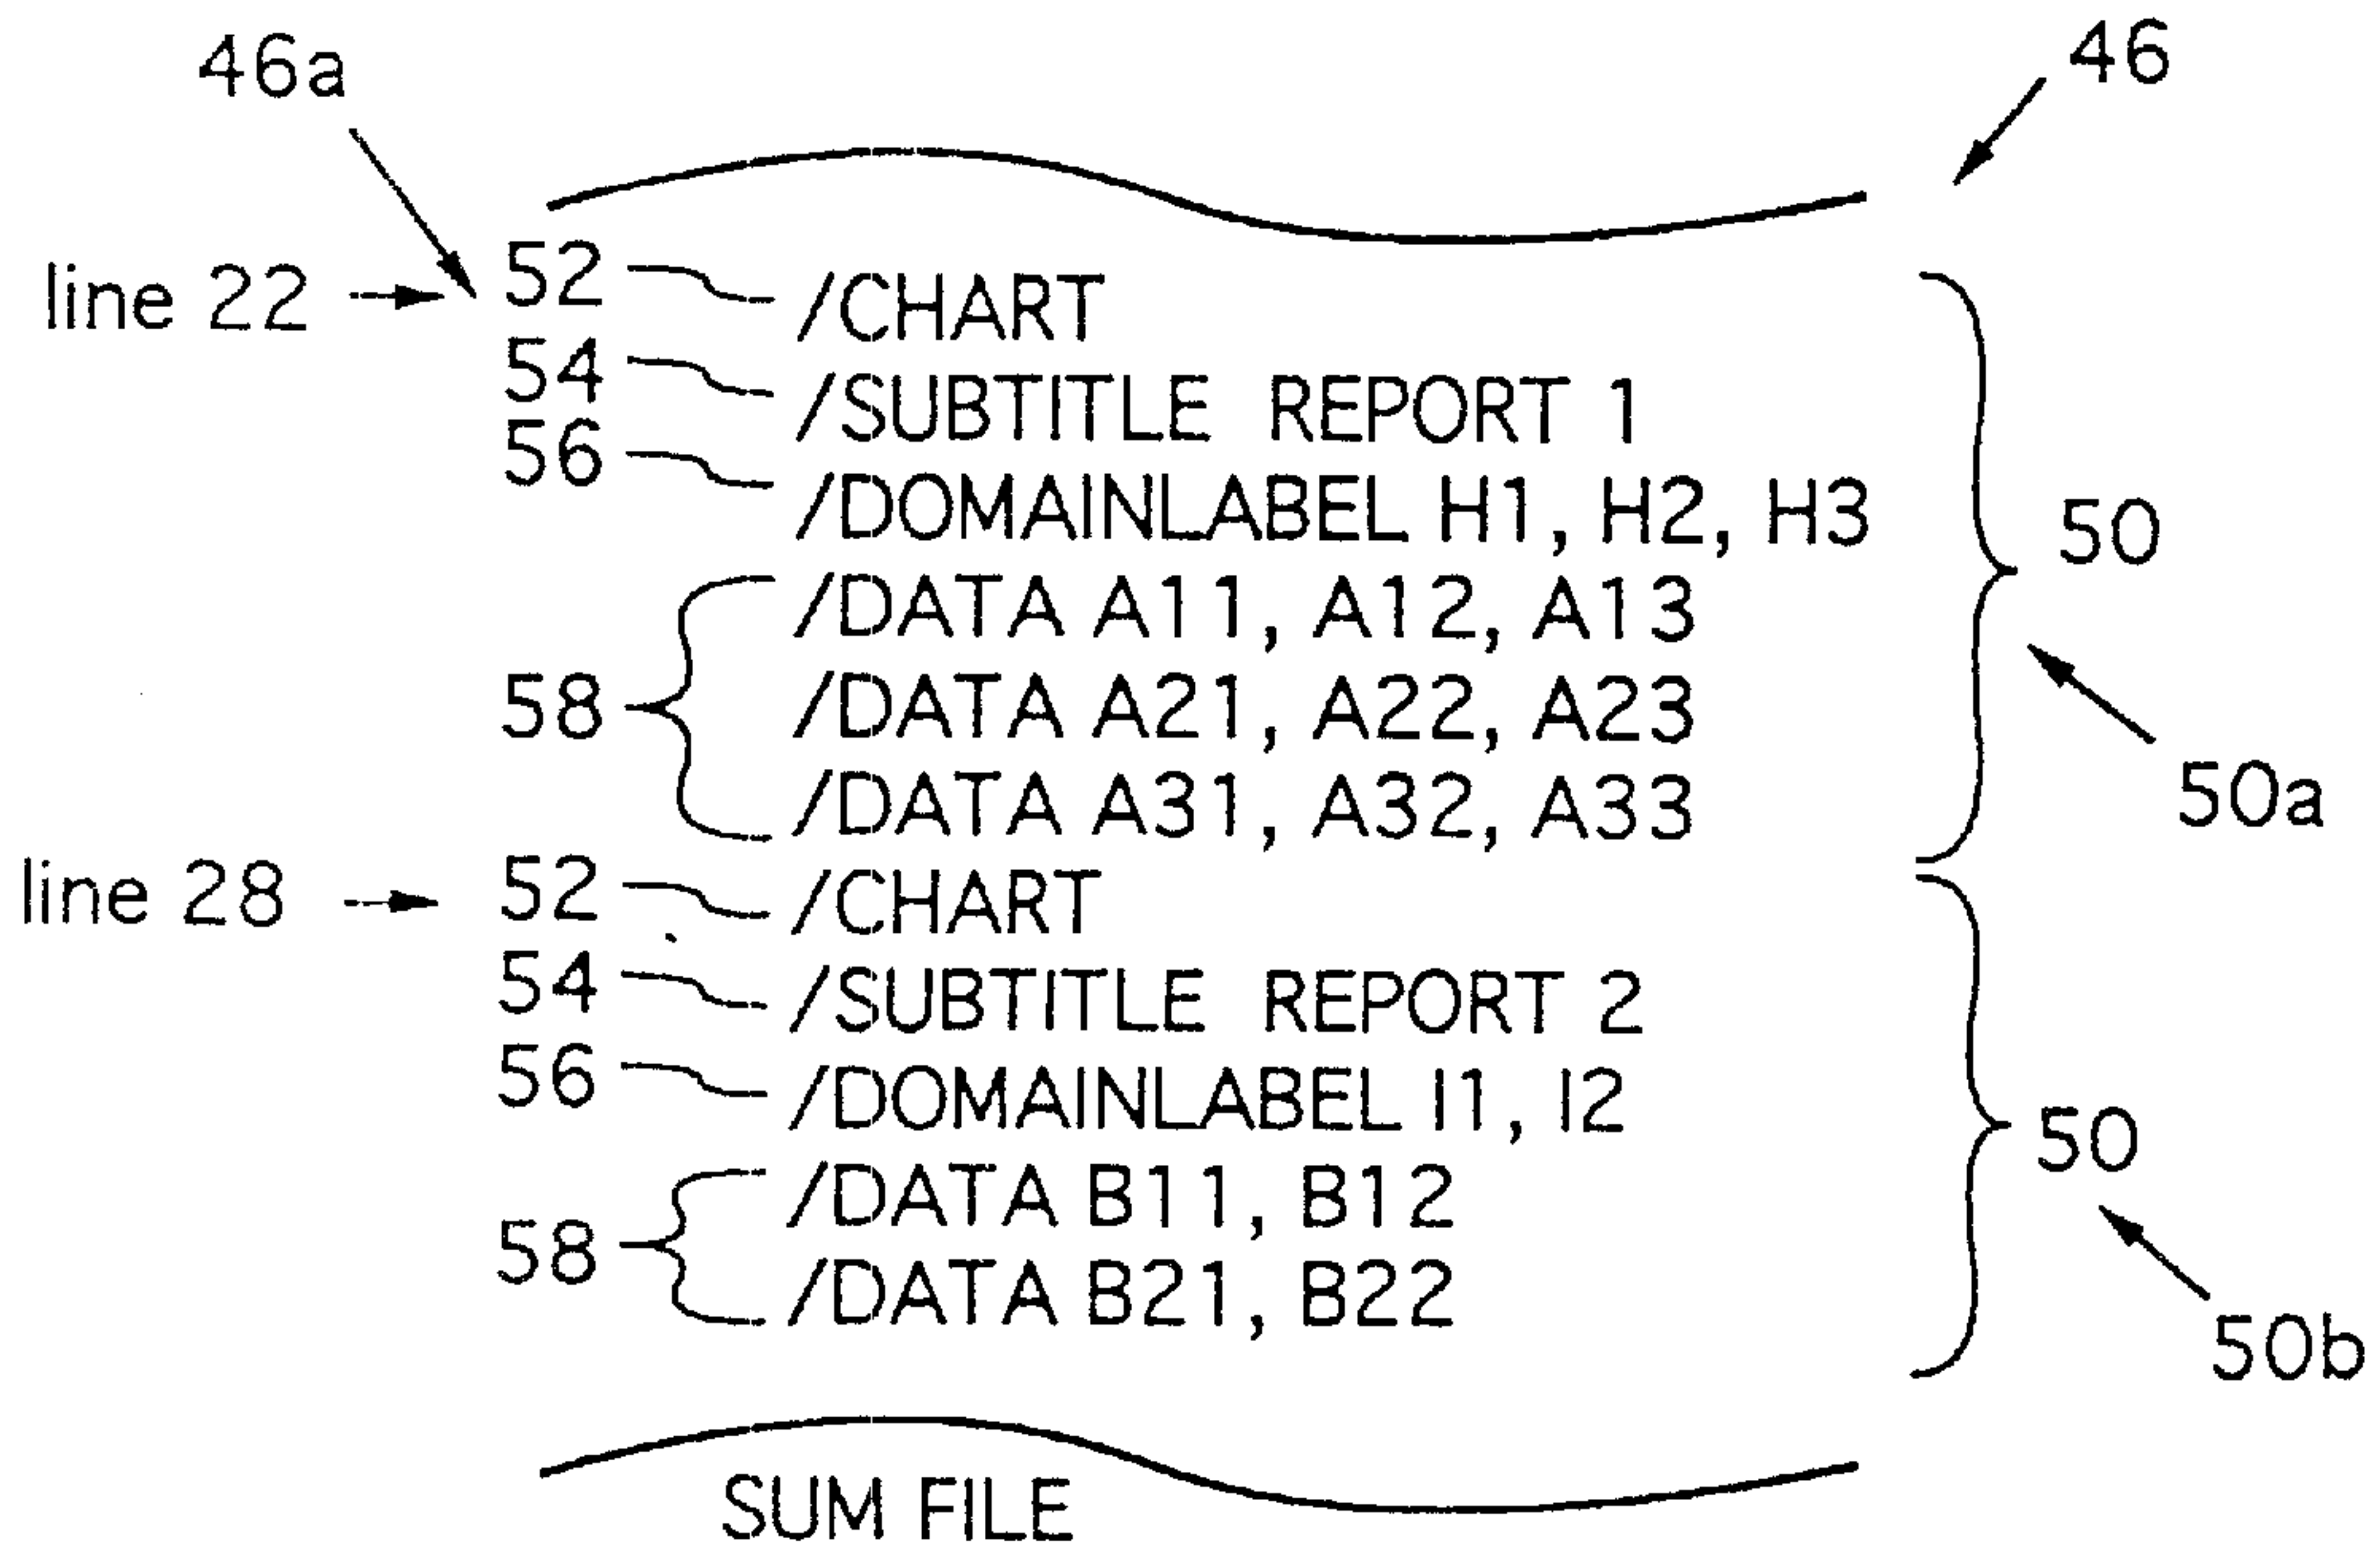 46a 46
line 22 52 /CHART
54 /SUBTITLE REPORT 1
56 /DOMAINLABEL H1, H2, H3
50
/DATA A11, A12, A13
58 /DATA A21, A22, A23
/DATA A31, A32, A33 50a
line 28 52 /CHART
54 /SUBTITLE REPORT 2
56 /DOMAINLABEL I1, I2
50
/DATA B11, B12
58
/DATA B21, B22
50b
SUM FILE